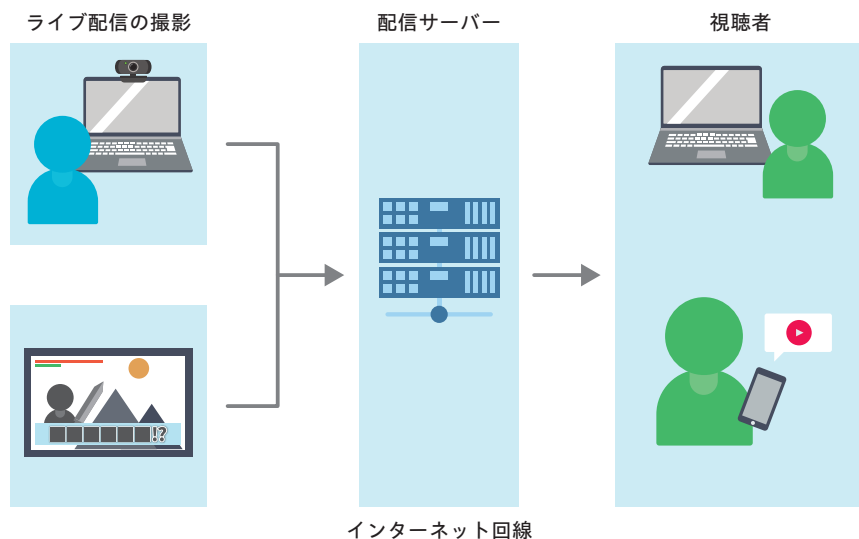 ライブ配信の撮影
配信サーバー
視聴者
!?
インターネット回線